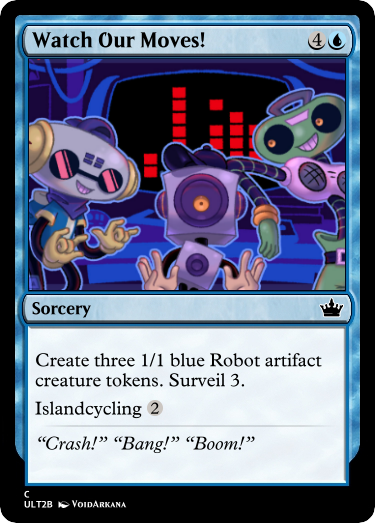 Watch Our Moves! 4
Sorcery
Create three 1/1 blue Robot artifact
creature tokens. Surveil 3.
Islandcycling 2
“Crash!” “Bang!” “Boom!”
C
ULT2B VoidArkana